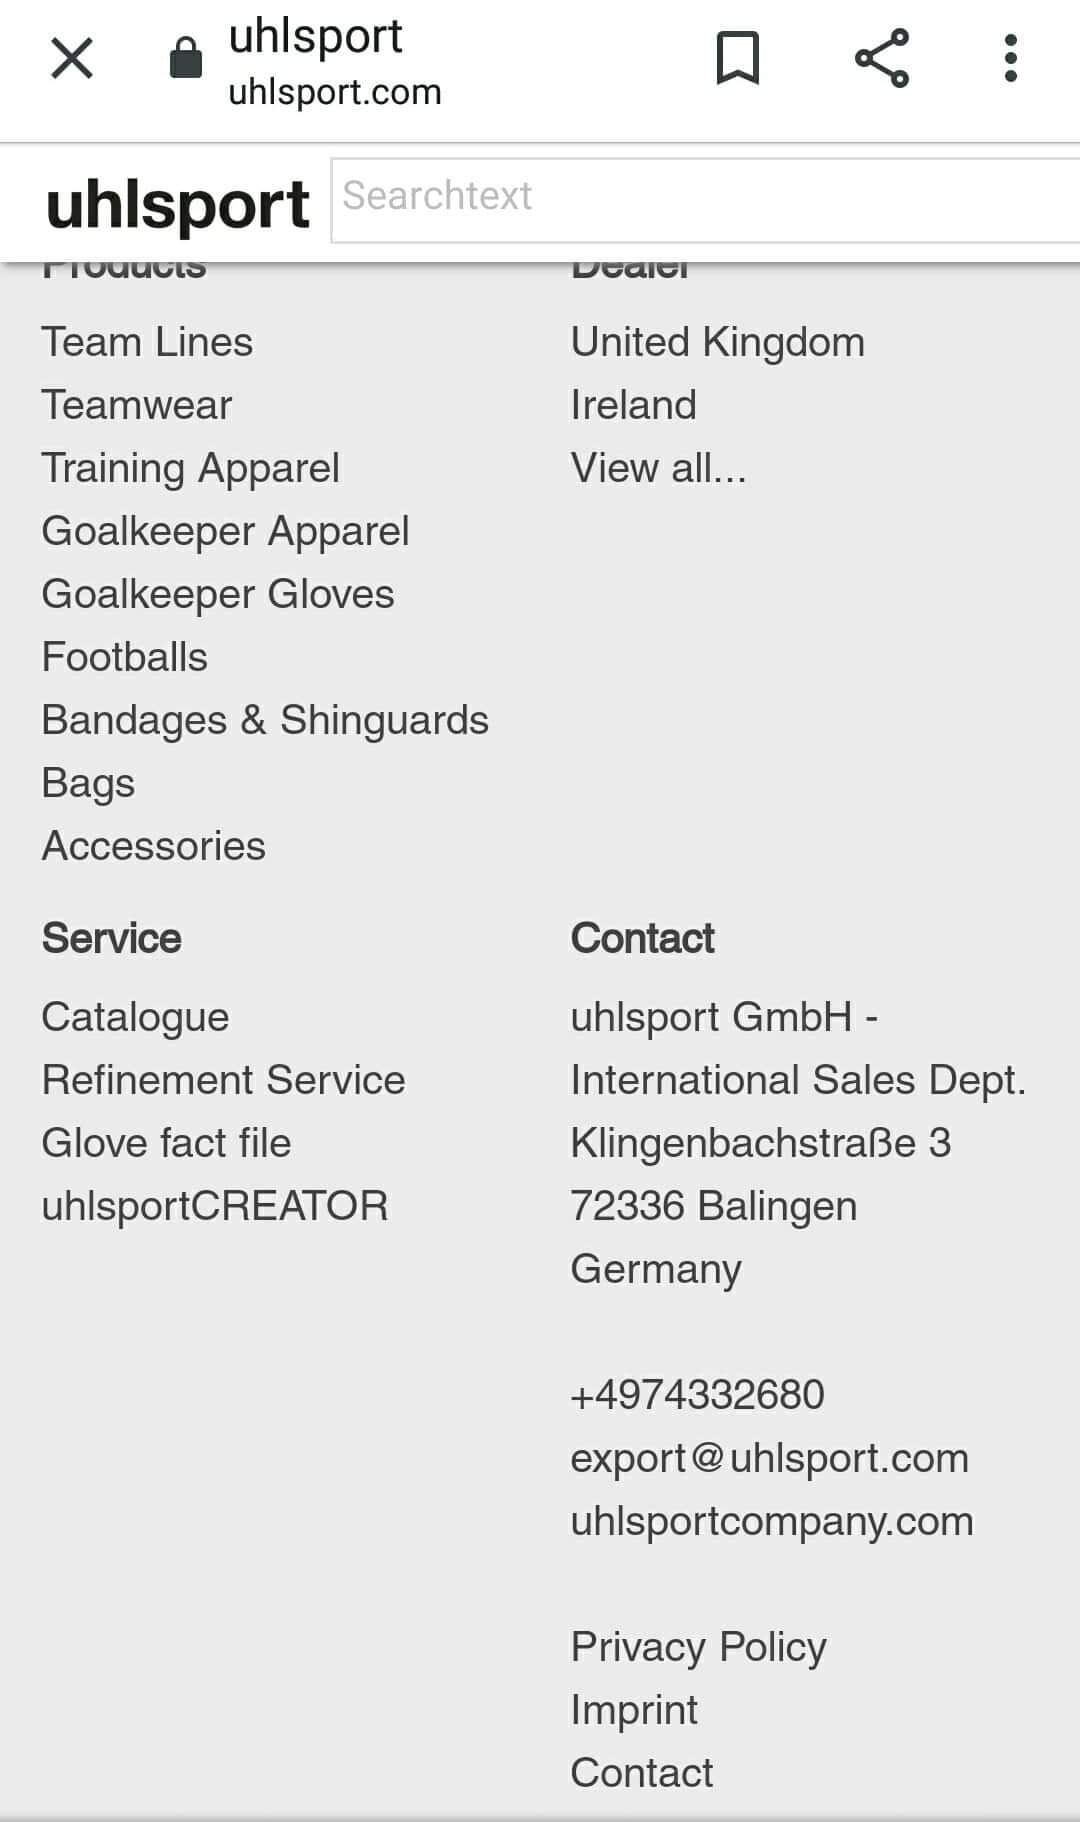 uhlsport
uhlsport.com
uhlsport
Searchtext
Products
Team Lines
Teamwear
Training Apparel
Goalkeeper Apparel
Goalkeeper Gloves
Footballs
Bandages & Shinguards
Bags
Accessories
Dealer
United Kingdom
Ireland
View all...
Service
Catalogue
Refinement Service
Glove fact file
uhlsportCREATOR
Contact
uhlsport GmbH -
International Sales Dept.
Klingenbachstraße 3
72336 Balingen
Germany
+4974332680
export@uhlsport.com
uhlsportcompany.com
Privacy Policy
Imprint
Contact